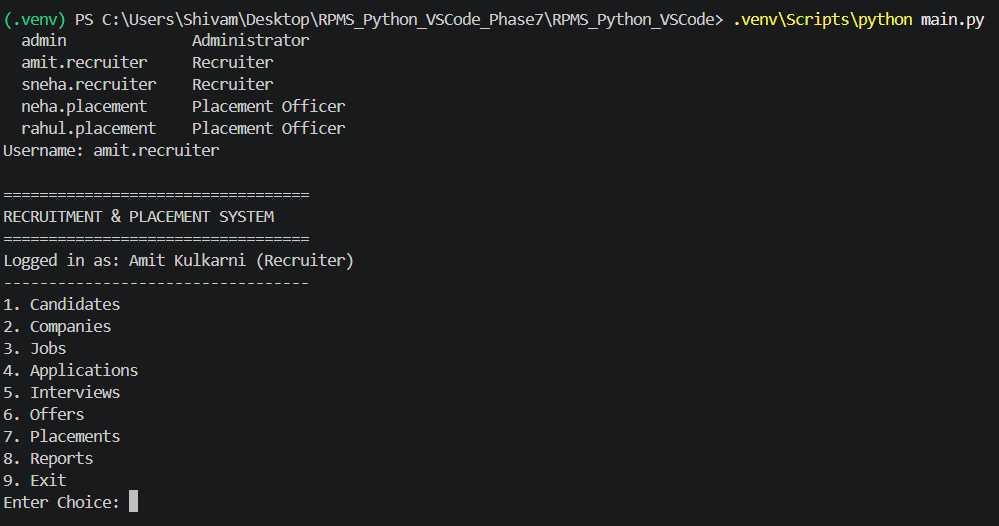 (.venv) PS C:\Users\Shivam\Desktop\RPMS_Python_VSCode_Phase7\RPMS_Python_VSCode> .venv\Scripts\python main.py
  admin              Administrator
  amit.recruiter     Recruiter
  sneha.recruiter    Recruiter
  neha.placement     Placement Officer
  rahul.placement    Placement Officer
Username: amit.recruiter

==================================
RECRUITMENT & PLACEMENT SYSTEM
==================================
Logged in as: Amit Kulkarni (Recruiter)
----------------------------------
1. Candidates
2. Companies
3. Jobs
4. Applications
5. Interviews
6. Offers
7. Placements
8. Reports
9. Exit
Enter Choice: